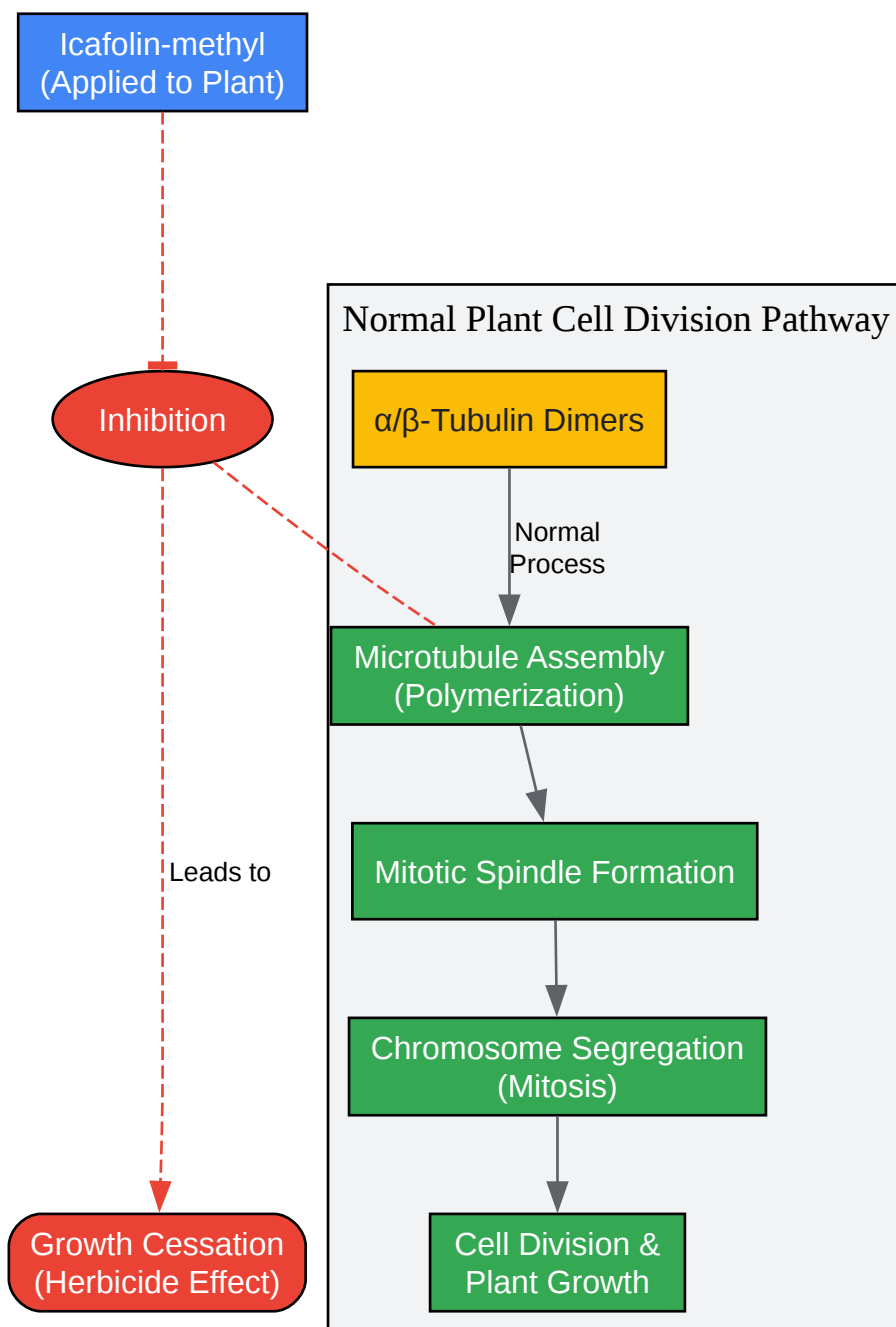 Icafolin-methyl
(Applied to Plant)
Normal Plant Cell Division Pathway
Inhibition
α/β-Tubulin Dimers
Normal
Process
Microtubule Assembly
(Polymerization)
Mitotic Spindle Formation
Leads to
Chromosome Segregation
(Mitosis)
Growth Cessation
(Herbicide Effect)
Cell Division &
Plant Growth